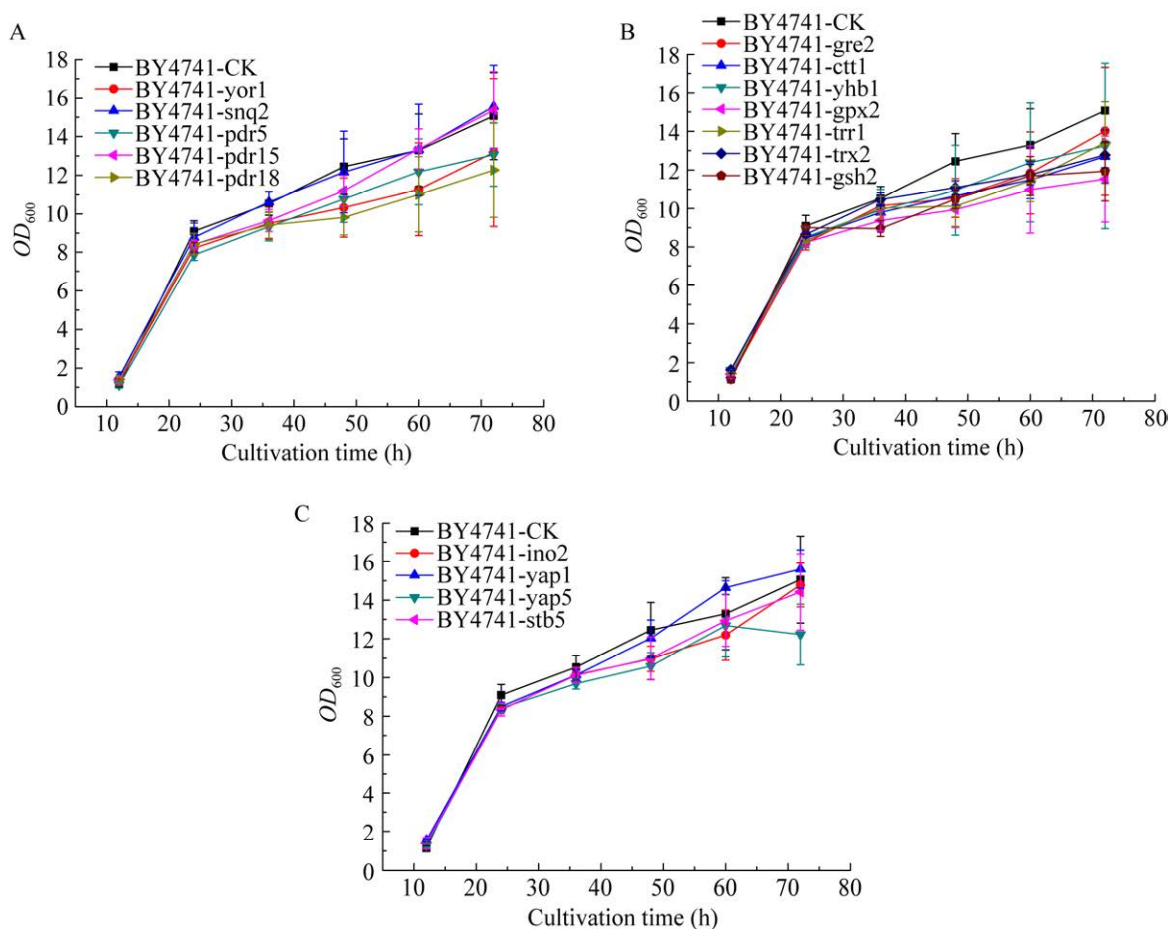 A
18
16
14
12
10
8
6
4
2
0
OD600
BY4741-CK
BY4741-yor1
BY4741-snq2
BY4741-pdr5
BY4741-pdr15
BY4741-pdr18
10 20 30 40 50 60 70 80
Cultivation time (h)
B
18
16
14
12
10
8
6
4
2
0
OD600
BY4741-CK
BY4741-gre2
BY4741-ctt1
BY4741-yhb1
BY4741-gpx2
BY4741-trr1
BY4741-trx2
BY4741-gsh2
10 20 30 40 50 60 70 80
Cultivation time (h)
C
18
16
14
12
10
8
6
4
2
0
OD600
BY4741-CK
BY4741-ino2
BY4741-yap1
BY4741-yap5
BY4741-stb5
10 20 30 40 50 60 70 80
Cultivation time (h)